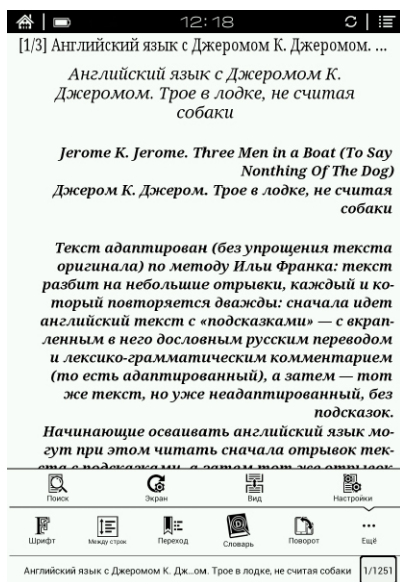 12:18
[1/3] Английский язык с Джеромом К. Джеромом. ...
Английский язык с Джеромом К.
Джеромом. Трое в лодке, не считая
собаки
Jerome K. Jerome. Three Men in a Boat (To Say
Nonthing Of The Dog)
Джером К. Джером. Трое в лодке, не считая
собаки
Текст адаптирован (без упрощения текста
оригинала) по методу Ильи Франка: текст
разбит на небольшие отрывки, каждый и ко-
торый повторяется дважды: сначала идет
английский текст с «подсказками» — с вкрап-
ленным в него дословным русским переводом
и лексико-грамматическим комментарием
(то есть адаптированный), а затем — тот
же текст, но уже неадаптированный, без
подсказок.
Начинающие осваивать английский язык мо-
гут при этом читать сначала отрывок тек-
ста с подсказками, а затем тот же отрывок
Поиск Экран Вид Настройки
Шрифт Между строк Переход Словарь Поворот Ещё
Английский язык с Джеромом К. Дж...ом. Трое в лодке, не считая собаки 1/1251